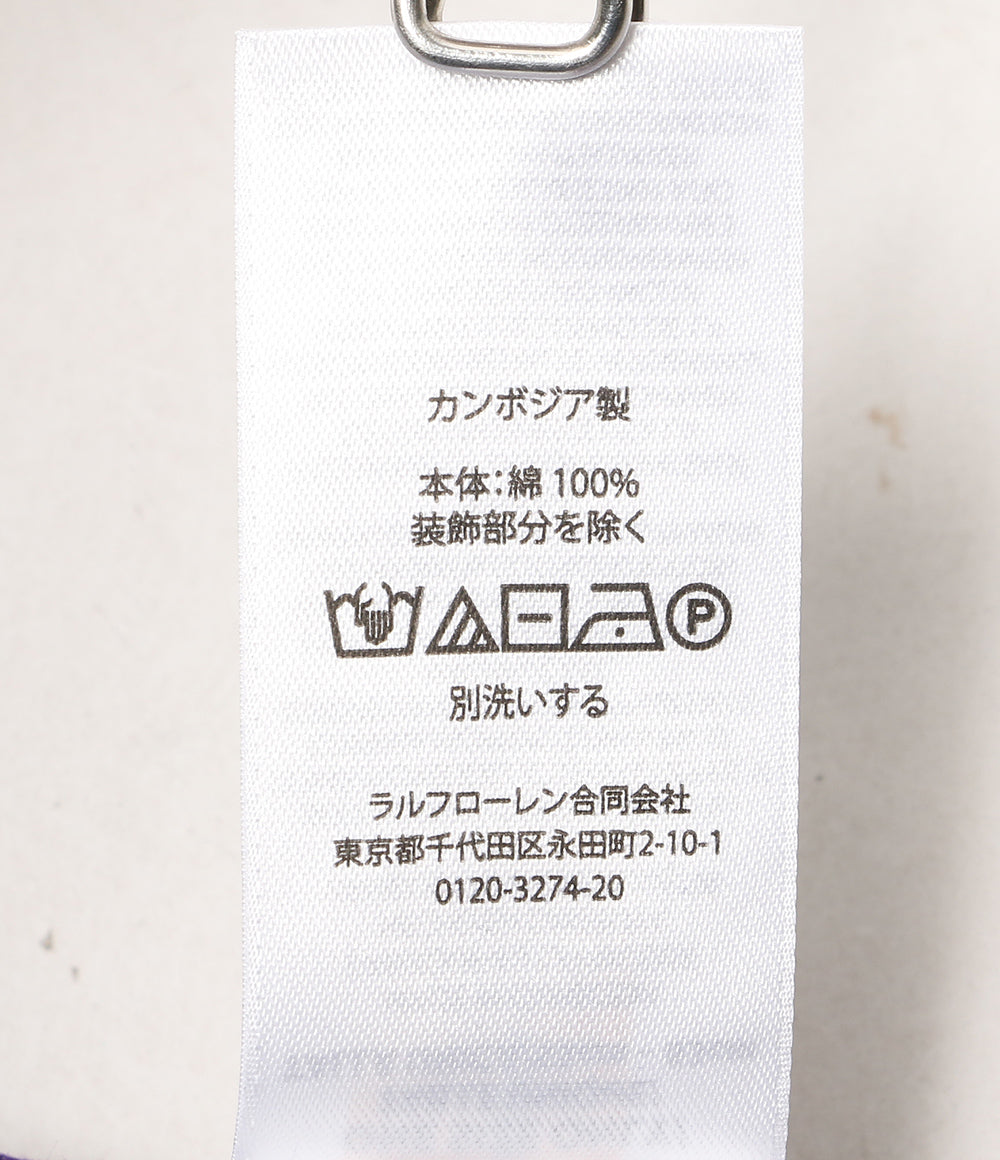 カンボジア製
本体：綿 100%
装飾部分を除く
P
別洗いする
ラルフローレン合同会社
東京都千代田区永田町2-10-1
0120-3274-20